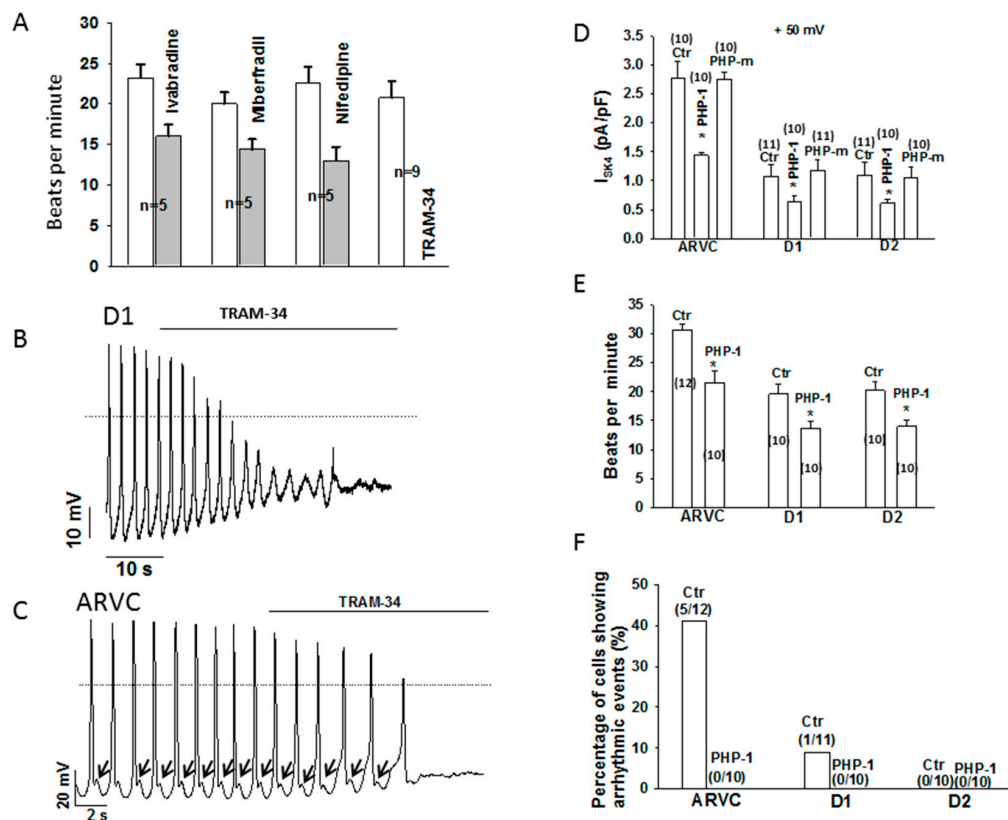 A
Beats per minute
30
25
20
15
10
5
0
Ivabradine
Miberfradil
Nifedipine
TRAM-34
n=5
n=5
n=5
n=9
B
D1
TRAM-34
10 mV
10 s
C
ARVC
TRAM-34
20 mV
2 s
D
+ 50 mV
ISK4 (pA/pF)
3.5
3.0
2.5
2.0
1.5
1.0
0.5
0.0
(10)
Ctr
(10)
PHP-1
*
(10)
PHP-m
(11)
Ctr
(10)
PHP-1
*
(11)
PHP-m
(11)
Ctr
(10)
PHP-1
*
(10)
PHP-m
ARVC
D1
D2
E
Beats per minute
35
30
25
20
15
10
5
0
Ctr
(12)
PHP-1
*
(10)
Ctr
(10)
PHP-1
*
(10)
Ctr
(10)
PHP-1
*
(10)
ARVC
D1
D2
F
Percentage of cells showing
arrhythmic events (%)
50
40
30
20
10
0
Ctr
(5/12)
PHP-1
(0/10)
Ctr
(1/11)
PHP-1
(0/10)
Ctr
(0/10)
PHP-1
(0/10)
ARVC
D1
D2